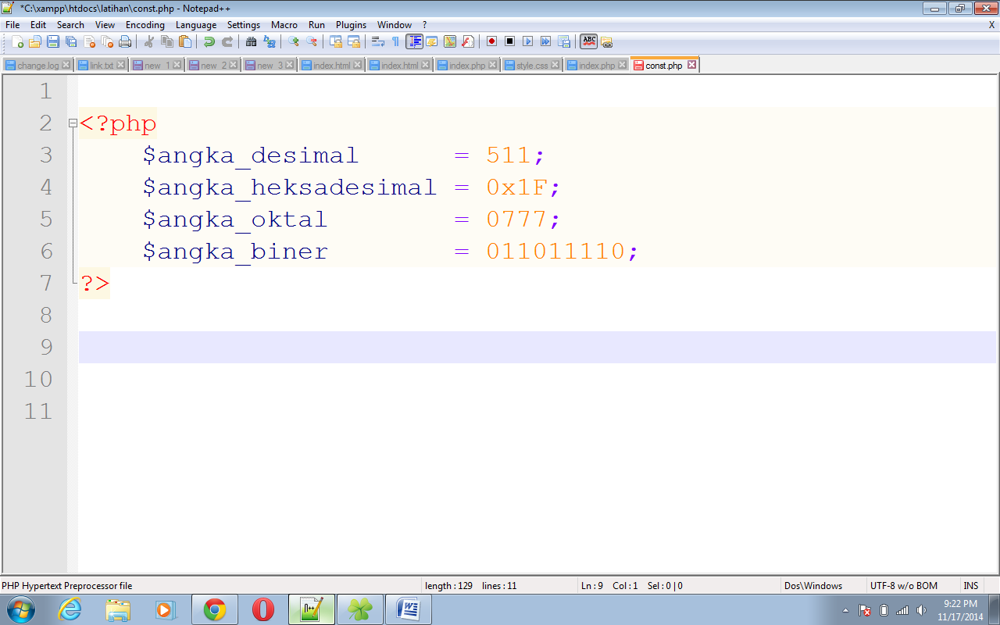 *C:\xampp\htdocs\latihan\const.php - Notepad++
File Edit Search View Encoding Language Settings Macro Run Plugins Window ? X
change.log link.txt new 1 new 2 new 3 index.html index.html index.php style.css index.php const.php
1
2 <?php
3 $angka_desimal = 511;
4 $angka_heksadesimal = 0x1F;
5 $angka_oktal = 0777;
6 $angka_biner = 011011110;
7 ?>
8
9
10
11
PHP Hypertext Preprocessor file length : 129 lines : 11 Ln : 9 Col : 1 Sel : 0 | 0 Dos\Windows UTF-8 w/o BOM INS
9:22 PM
11/17/2014